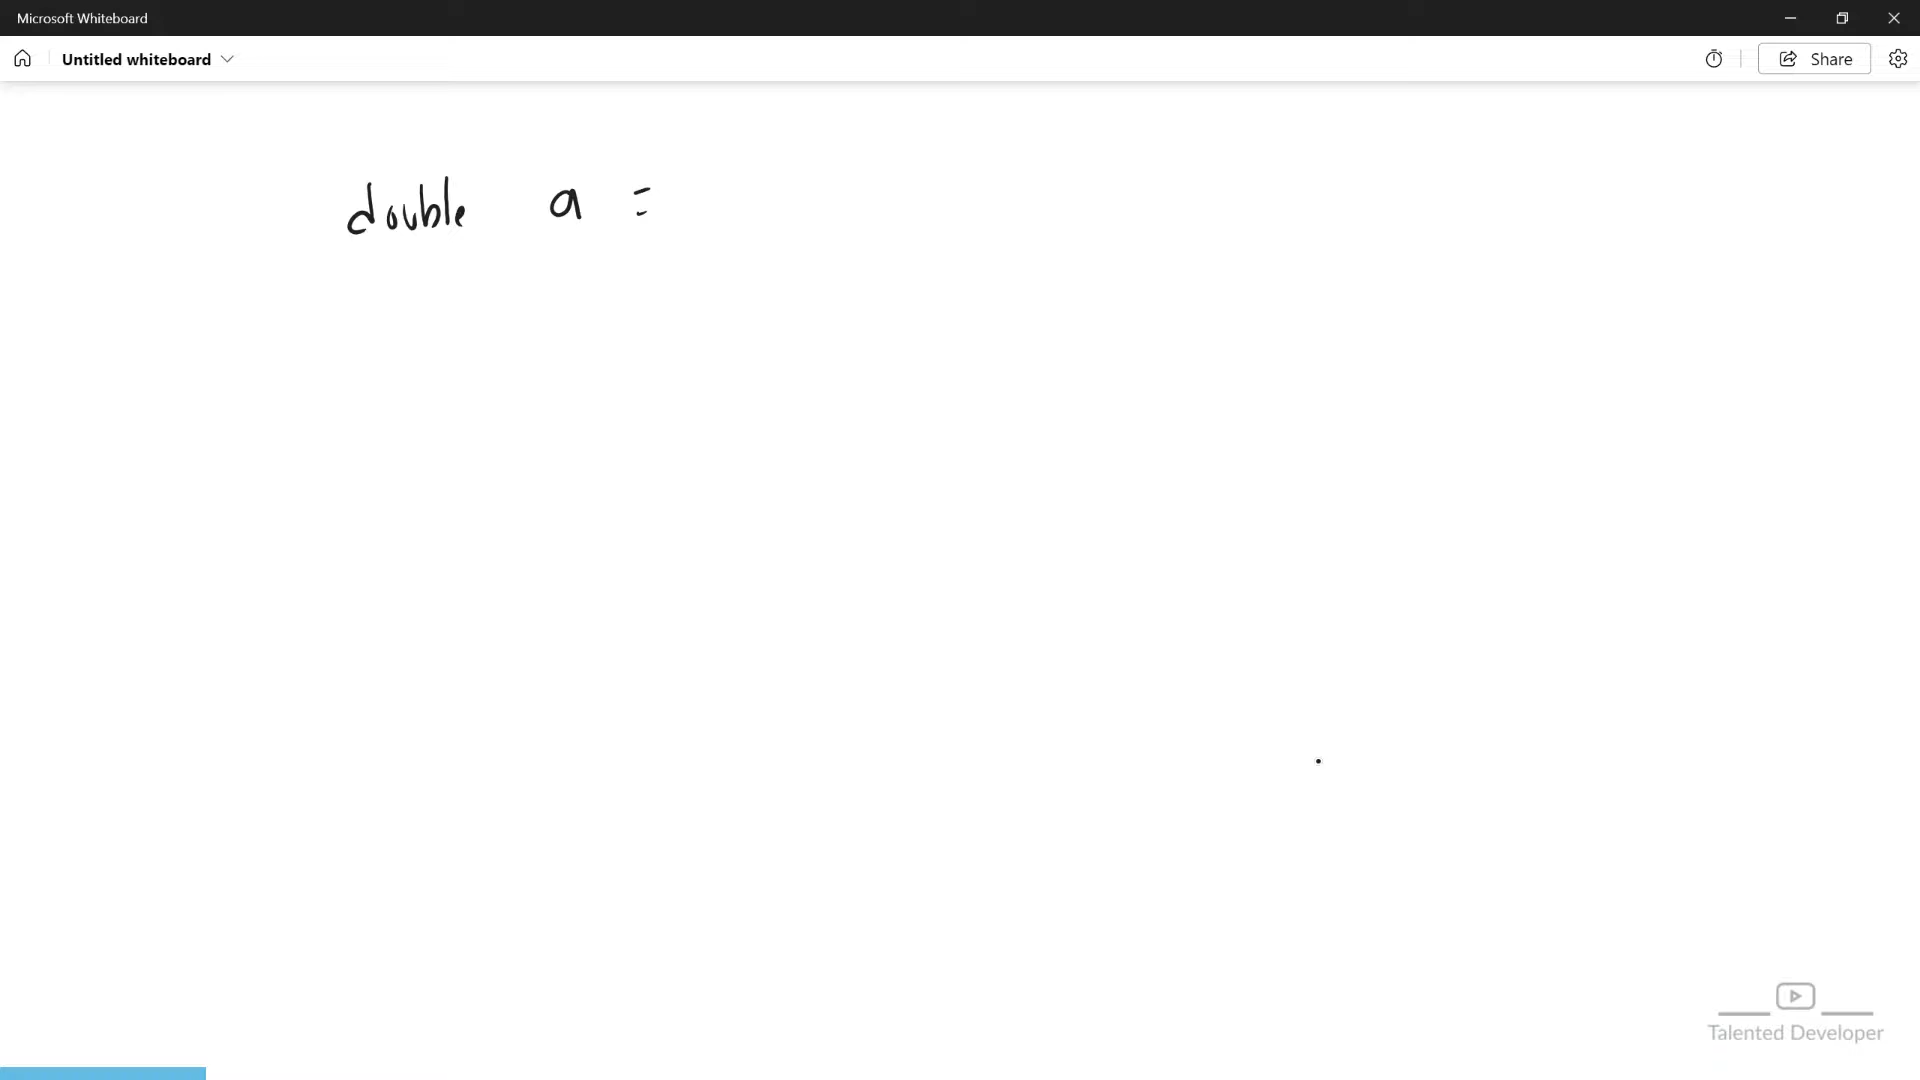 Microsoft Whiteboard
Untitled whiteboard
Share
double a =
Talented Developer